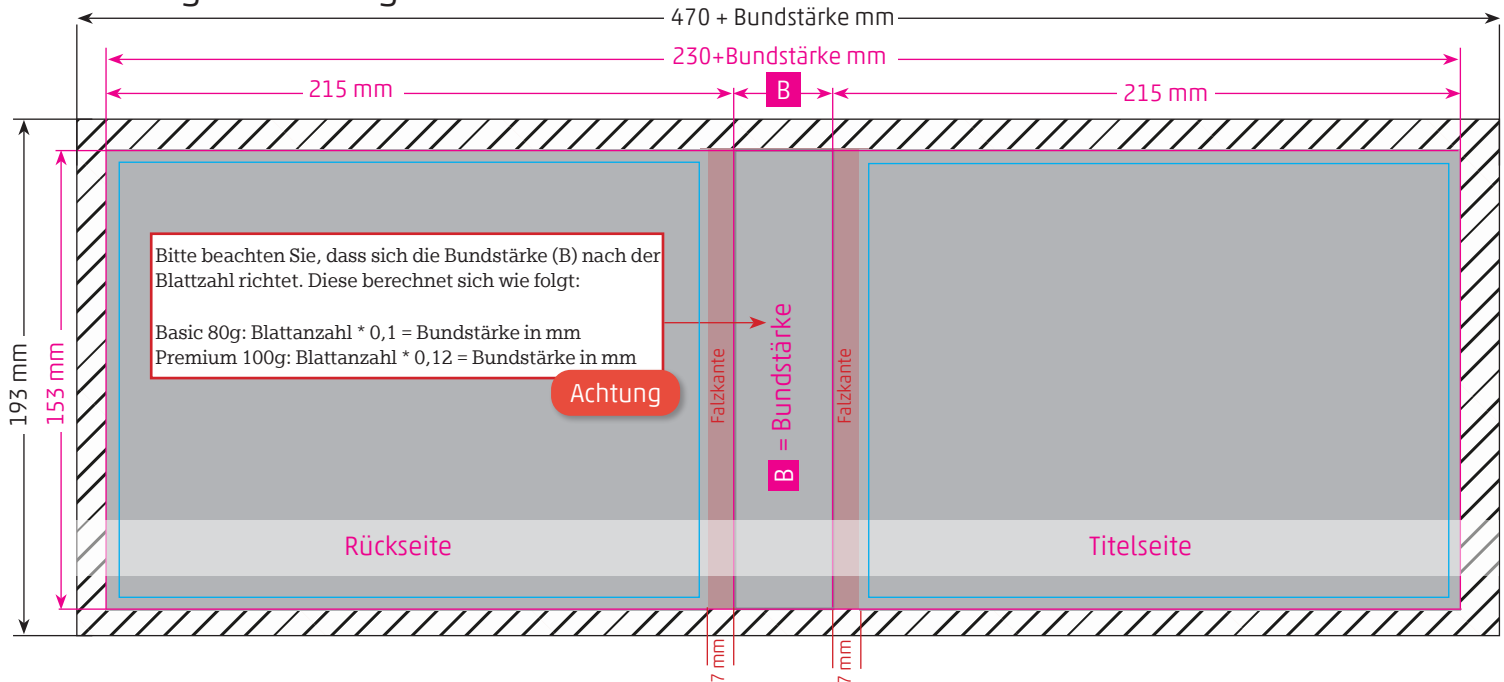 470 + Bundstärke mm
230+Bundstärke mm
215 mm
B
215 mm
193 mm
153 mm
Bitte beachten Sie, dass sich die Bundstärke (B) nach der
Blattzahl richtet. Diese berechnet sich wie folgt:
Basic 80g: Blattanzahl * 0,1 = Bundstärke in mm
Premium 100g: Blattanzahl * 0,12 = Bundstärke in mm
Achtung
Falzkante
B = Bundstärke
Falzkante
Rückseite
Titelseite
7 mm
7 mm